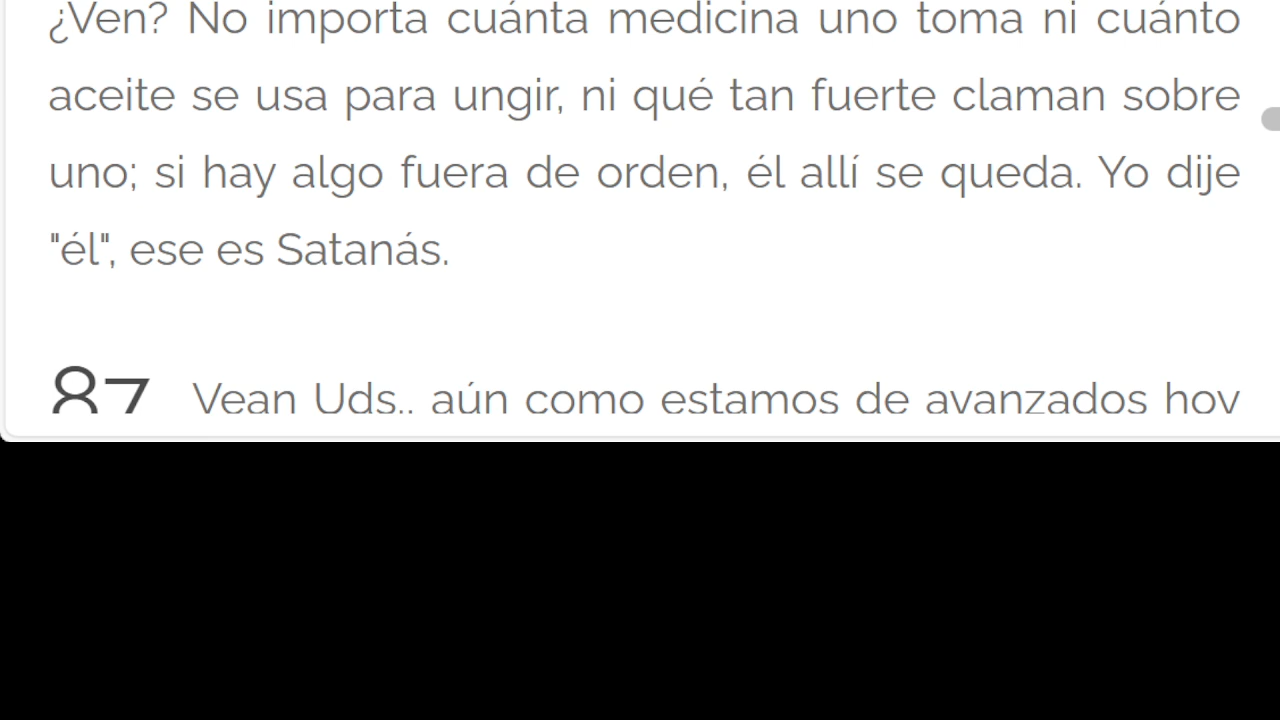 ¿Ven? No importa cuánta medicina uno toma ni cuánto
aceite se usa para ungir, ni qué tan fuerte claman sobre
uno; si hay algo fuera de orden, él allí se queda. Yo dije
"él", ese es Satanás.
87 Vean Uds., aún como estamos de avanzados hoy